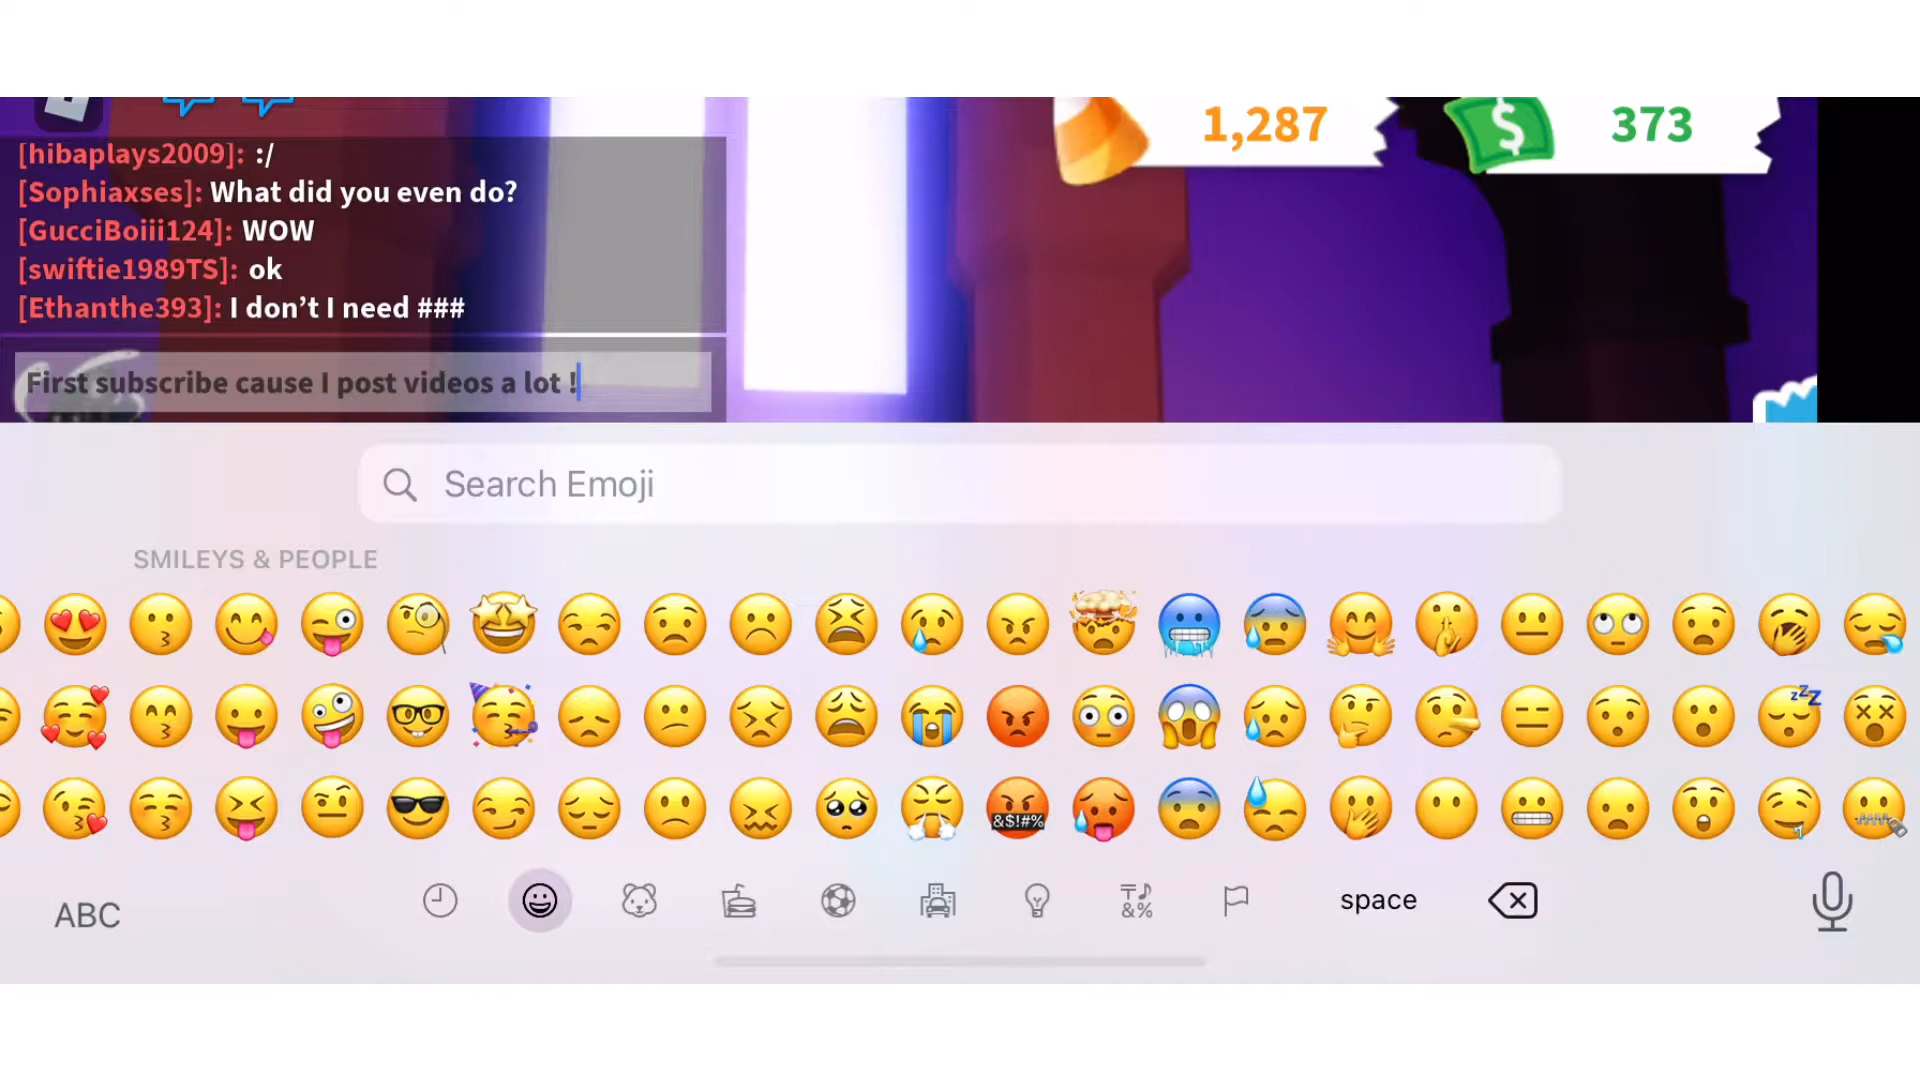 1,287
373
[hibaplays2009]: :/
[Sophiaxses]: What did you even do?
[GucciBoiii124]: WOW
[swiftie1989TS]: ok
[Ethanthe393]: I don’t I need ###
First subscribe cause I post videos a lot !
Search Emoji
SMILEYS & PEOPLE
&$!#%
zzZ
ABC
T♪
&%
space